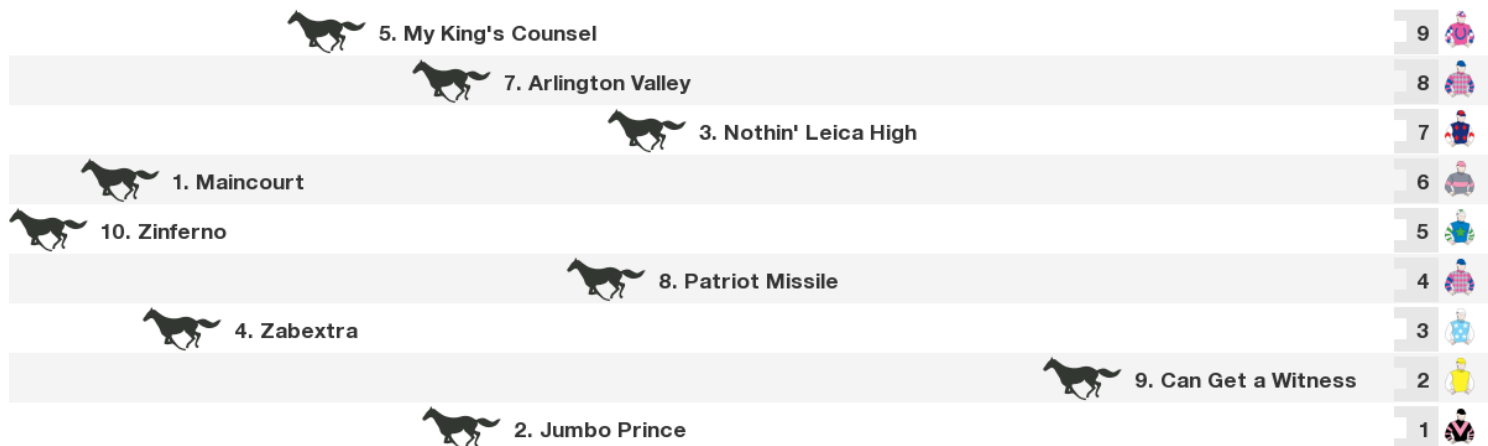 5. My King's Counsel 9
7. Arlington Valley 8
3. Nothin' Leica High 7
1. Maincourt 6
10. Zinferno 5
8. Patriot Missile 4
4. Zabextra 3
9. Can Get a Witness 2
2. Jumbo Prince 1